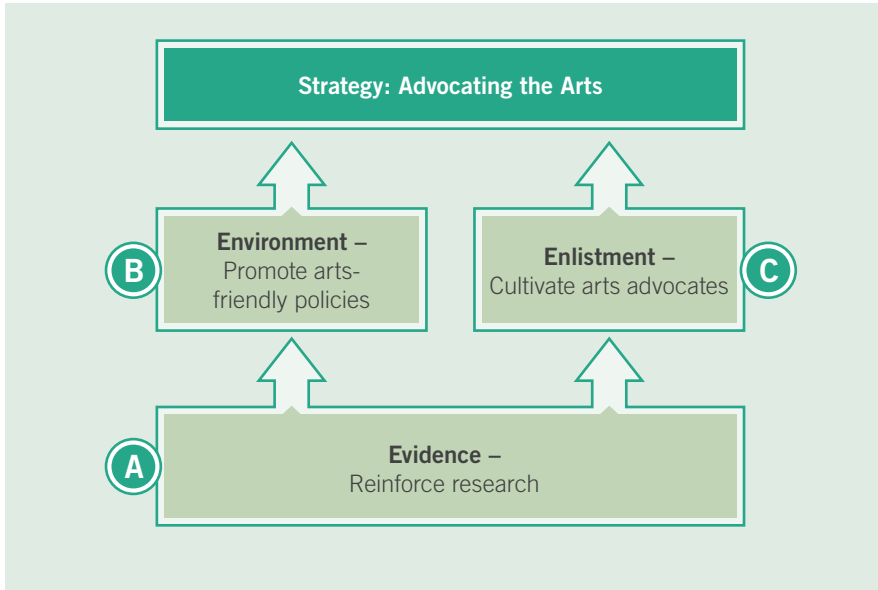 Strategy: Advocating the Arts
B
Environment –
Promote arts-
friendly policies
Enlistment –
Cultivate arts advocates
C
A
Evidence –
Reinforce research